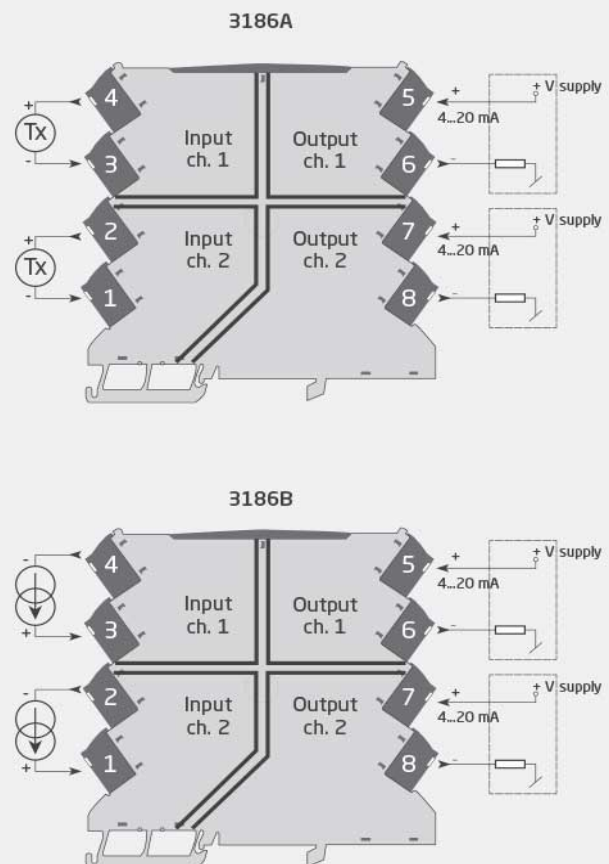 3186A
+
4
5
+
+ V supply
Tx
Input
ch. 1
Output
ch. 1
4...20 mA
-
3
6
-
+
2
7
+
+ V supply
Tx
Input
ch. 2
Output
ch. 2
4...20 mA
-
1
8
-
3186B
-
4
5
+
+ V supply
Input
ch. 1
Output
ch. 1
4...20 mA
+
3
6
-
-
2
7
+
+ V supply
Input
ch. 2
Output
ch. 2
4...20 mA
+
1
8
-